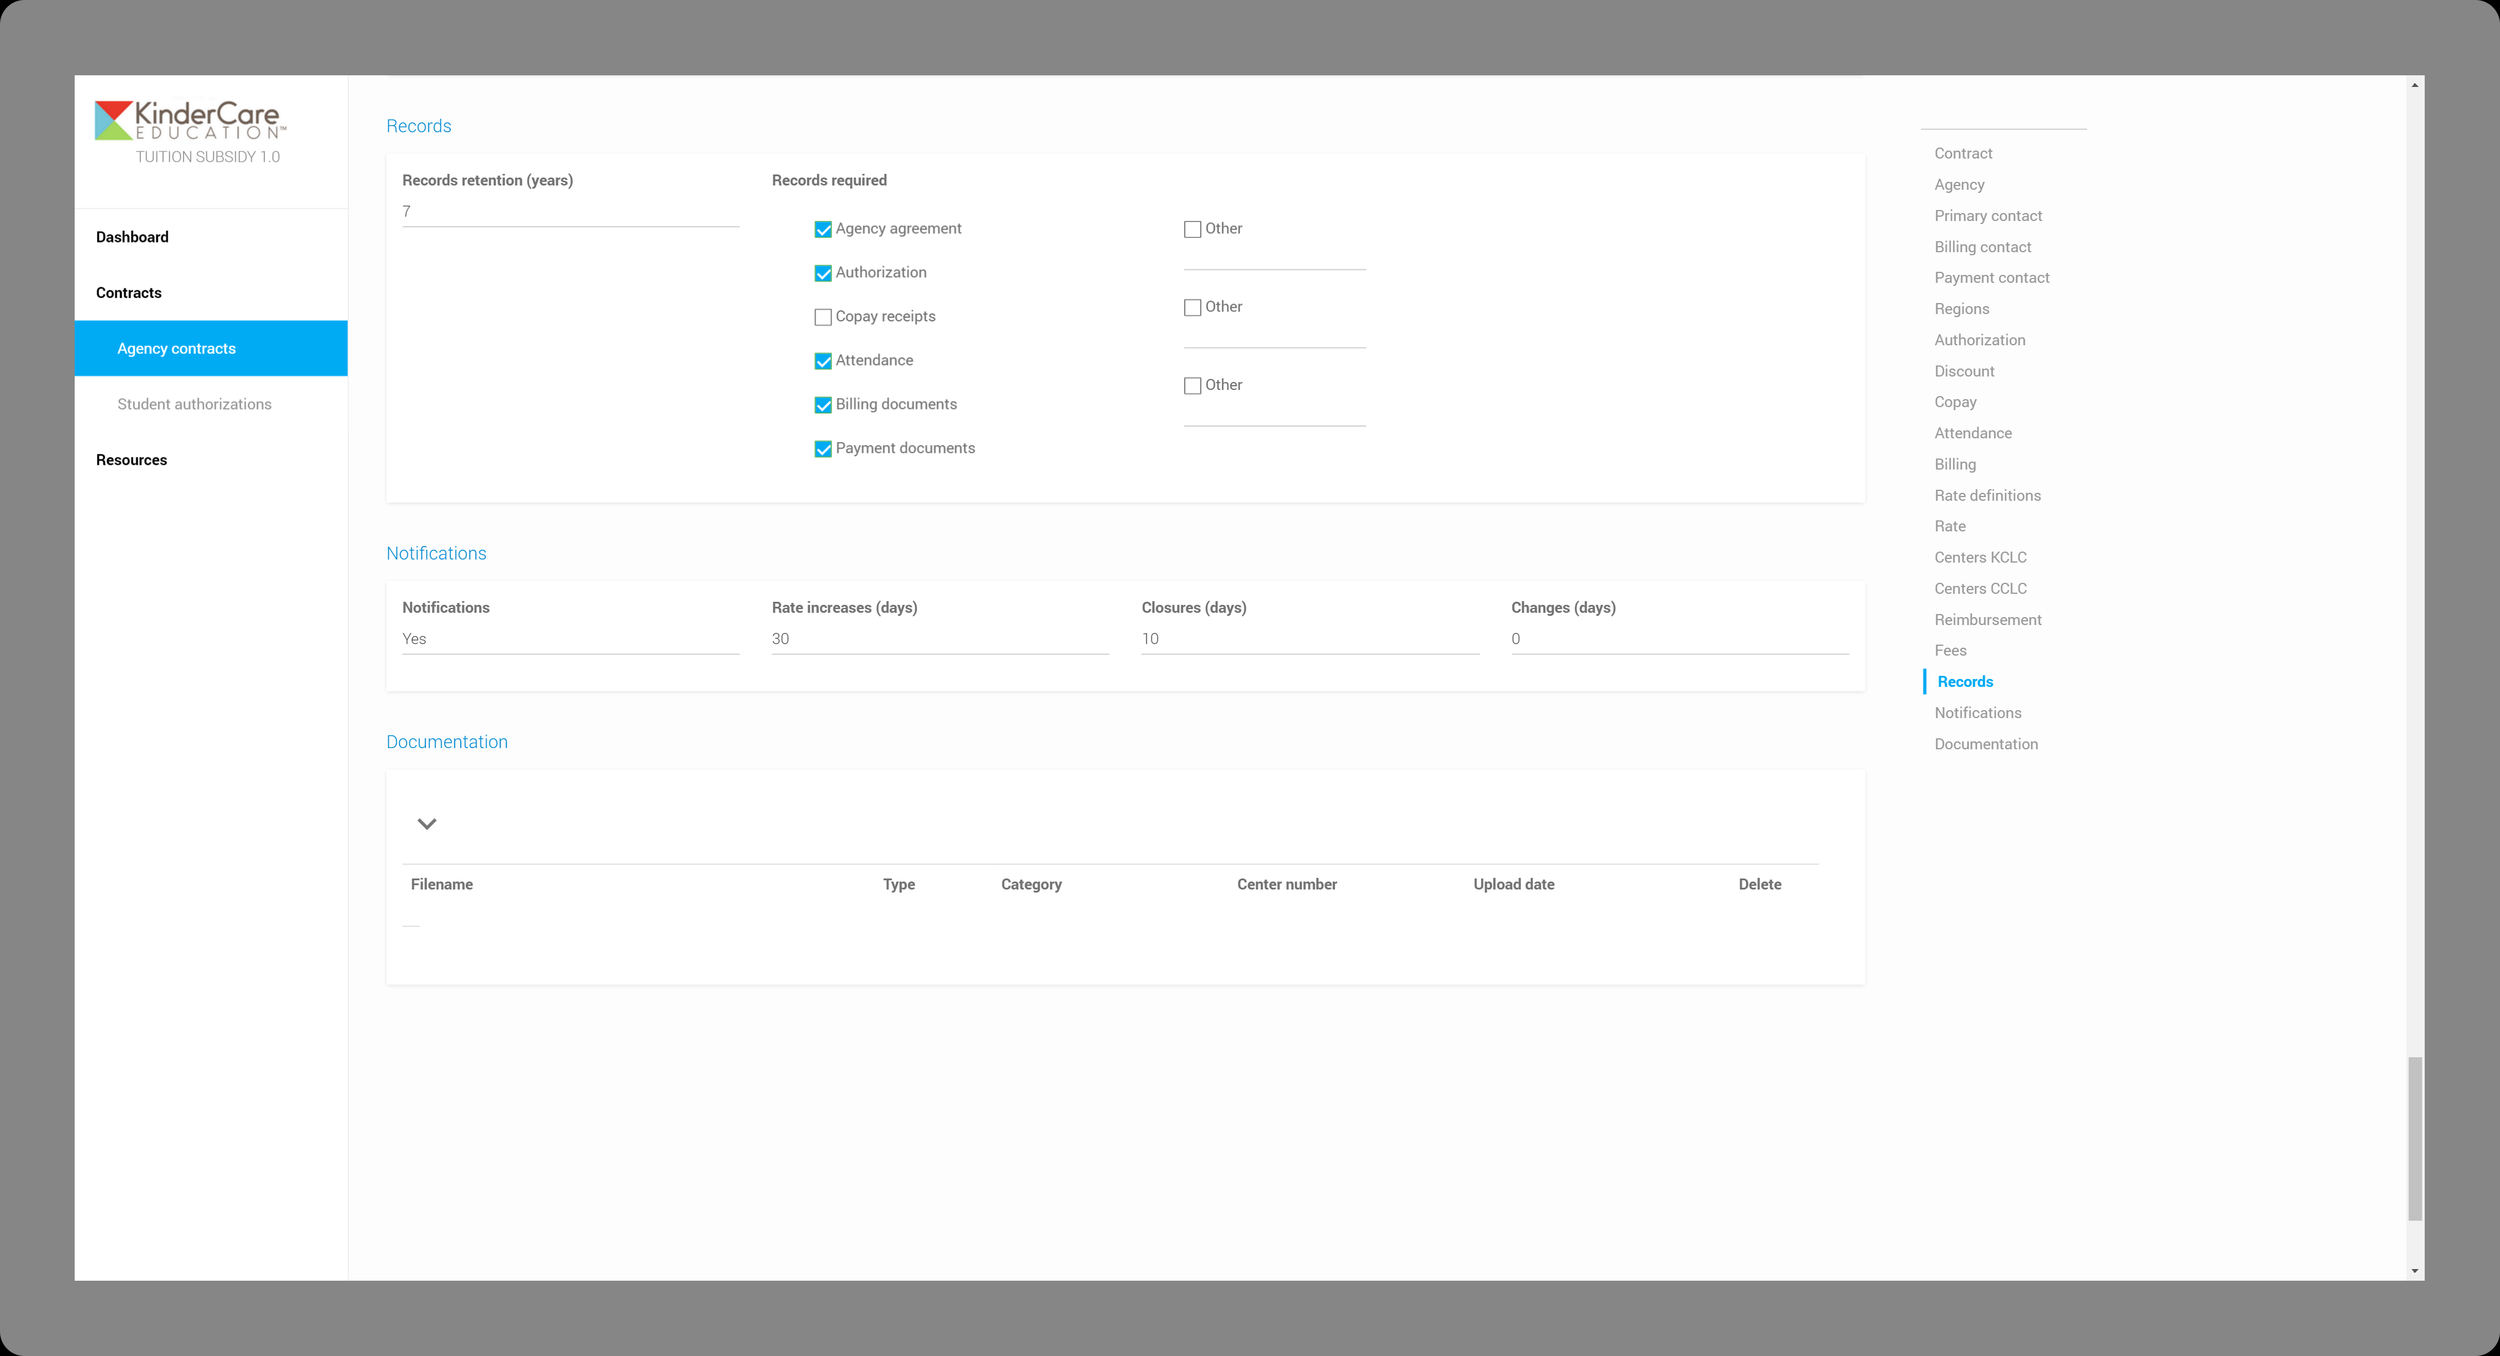 KinderCare
EDUCATION™
TUITION SUBSIDY 1.0
Dashboard
Contracts
Agency contracts
Student authorizations
Resources
Records
Records retention (years)
7
Records required
Agency agreement
Authorization
Copay receipts
Attendance
Billing documents
Payment documents
Other
Other
Other
Notifications
Notifications
Yes
Rate increases (days)
30
Closures (days)
10
Changes (days)
0
Documentation
Filename Type Category Center number Upload date Delete
Contract
Agency
Primary contact
Billing contact
Payment contact
Regions
Authorization
Discount
Copay
Attendance
Billing
Rate definitions
Rate
Centers KCLC
Centers CCLC
Reimbursement
Fees
Records
Notifications
Documentation